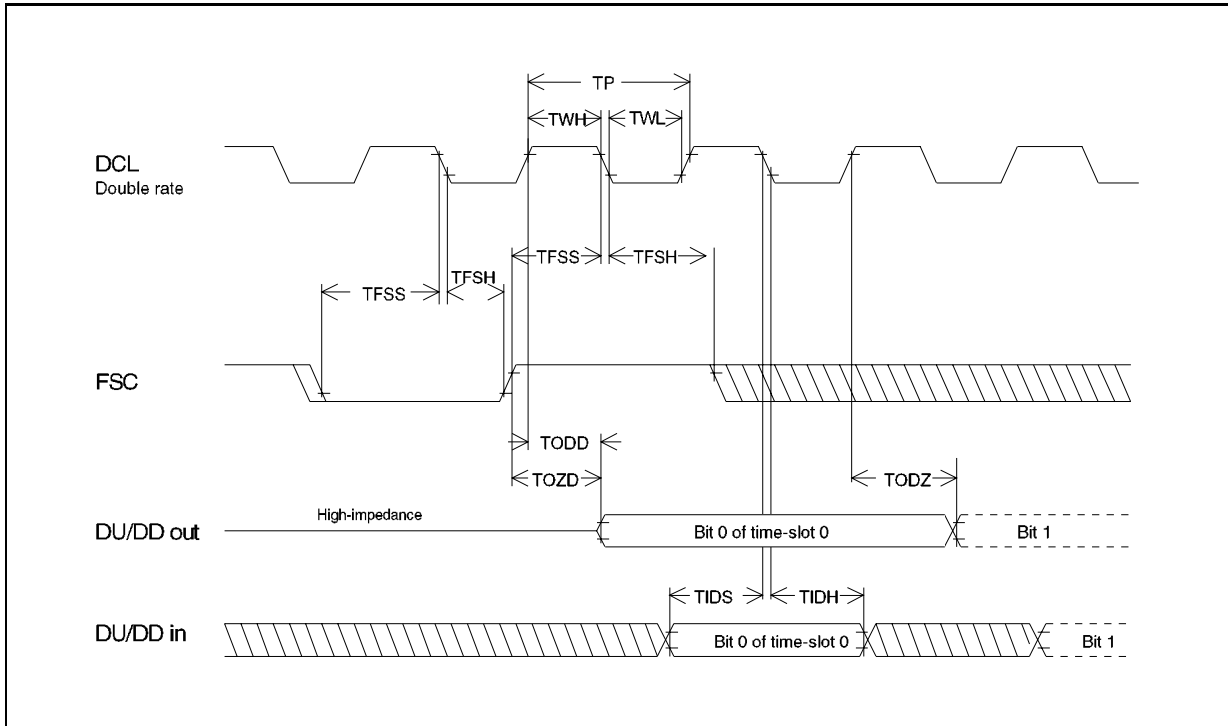 TP
TWH
TWL
DCL
Double rate
TFSS
TFSH
TFSH
TFSS
FSC
TODD
TOZD
TODZ
High-impedance
DU/DD out
Bit 0 of time-slot 0
Bit 1
TIDS
TIDH
DU/DD in
Bit 0 of time-slot 0
Bit 1